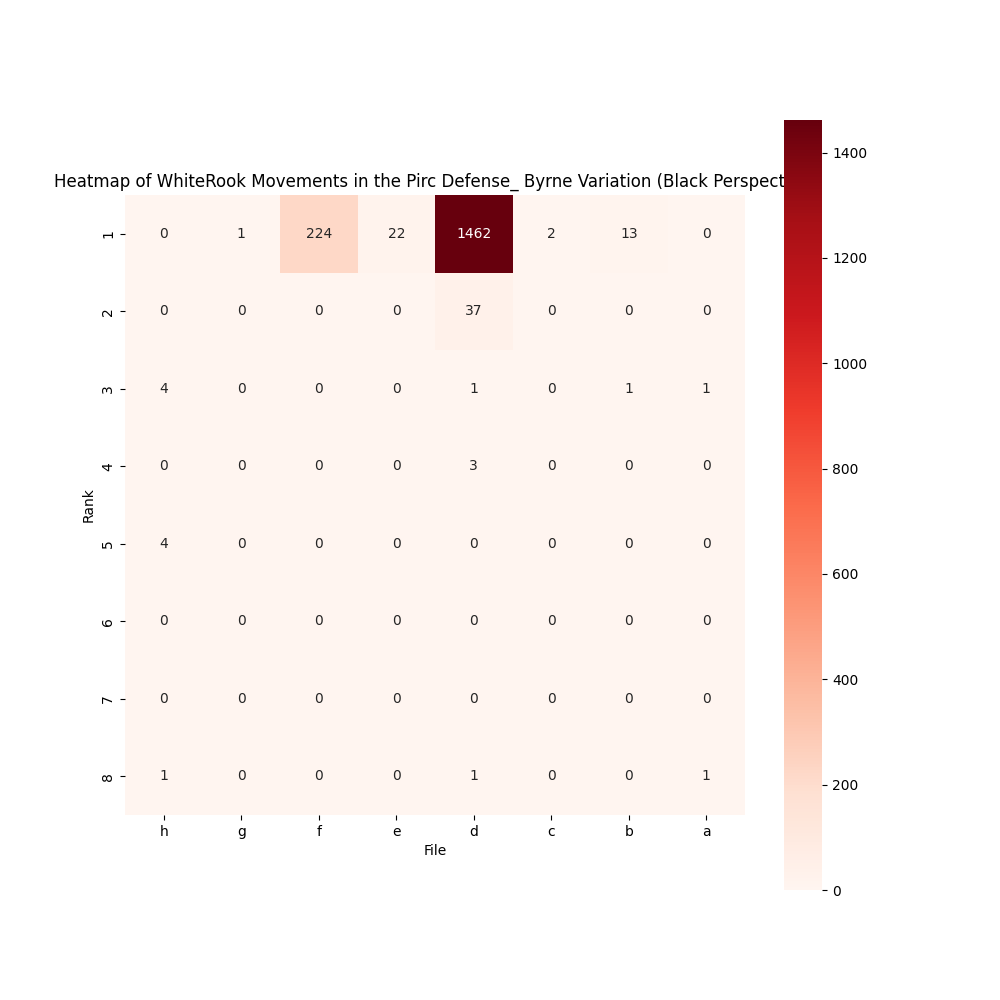 Heatmap of WhiteRook Movements in the Pirc Defense_ Byrne Variation (Black Perspect
1 0 1 224 22 1462 2 13 0
2 0 0 0 0 37 0 0 0
3 4 0 0 0 1 0 1 1
4 0 0 0 0 3 0 0 0
5 4 0 0 0 0 0 0 0
6 0 0 0 0 0 0 0 0
7 0 0 0 0 0 0 0 0
8 1 0 0 0 1 0 0 1
h g f e d c b a
File
Rank
1400
1200
1000
800
600
400
200
0